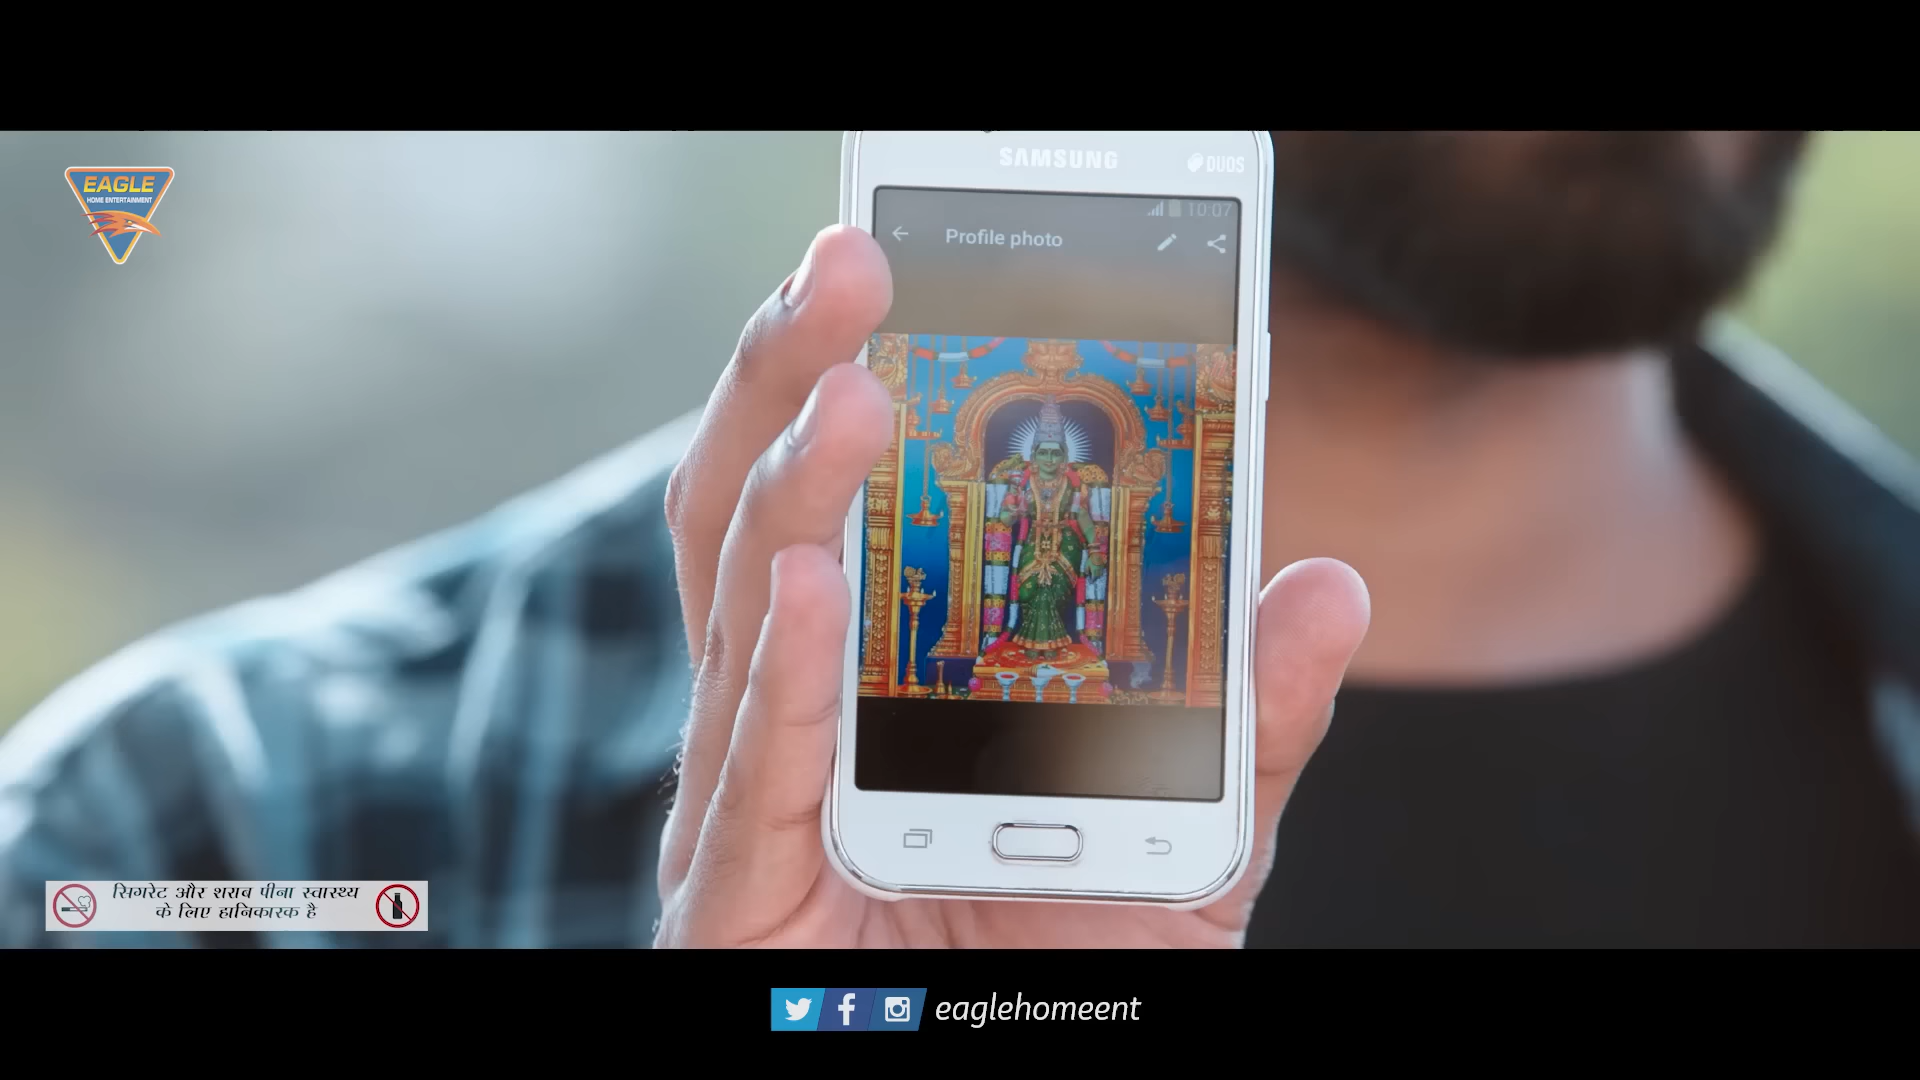 SAMSUNG
DUOS
10:07
Profile photo
EAGLE
HOME ENTERTAINMENT
सिगरेट और शराब पीना स्वास्थ्य
के लिए हानिकारक है
eaglehomeent